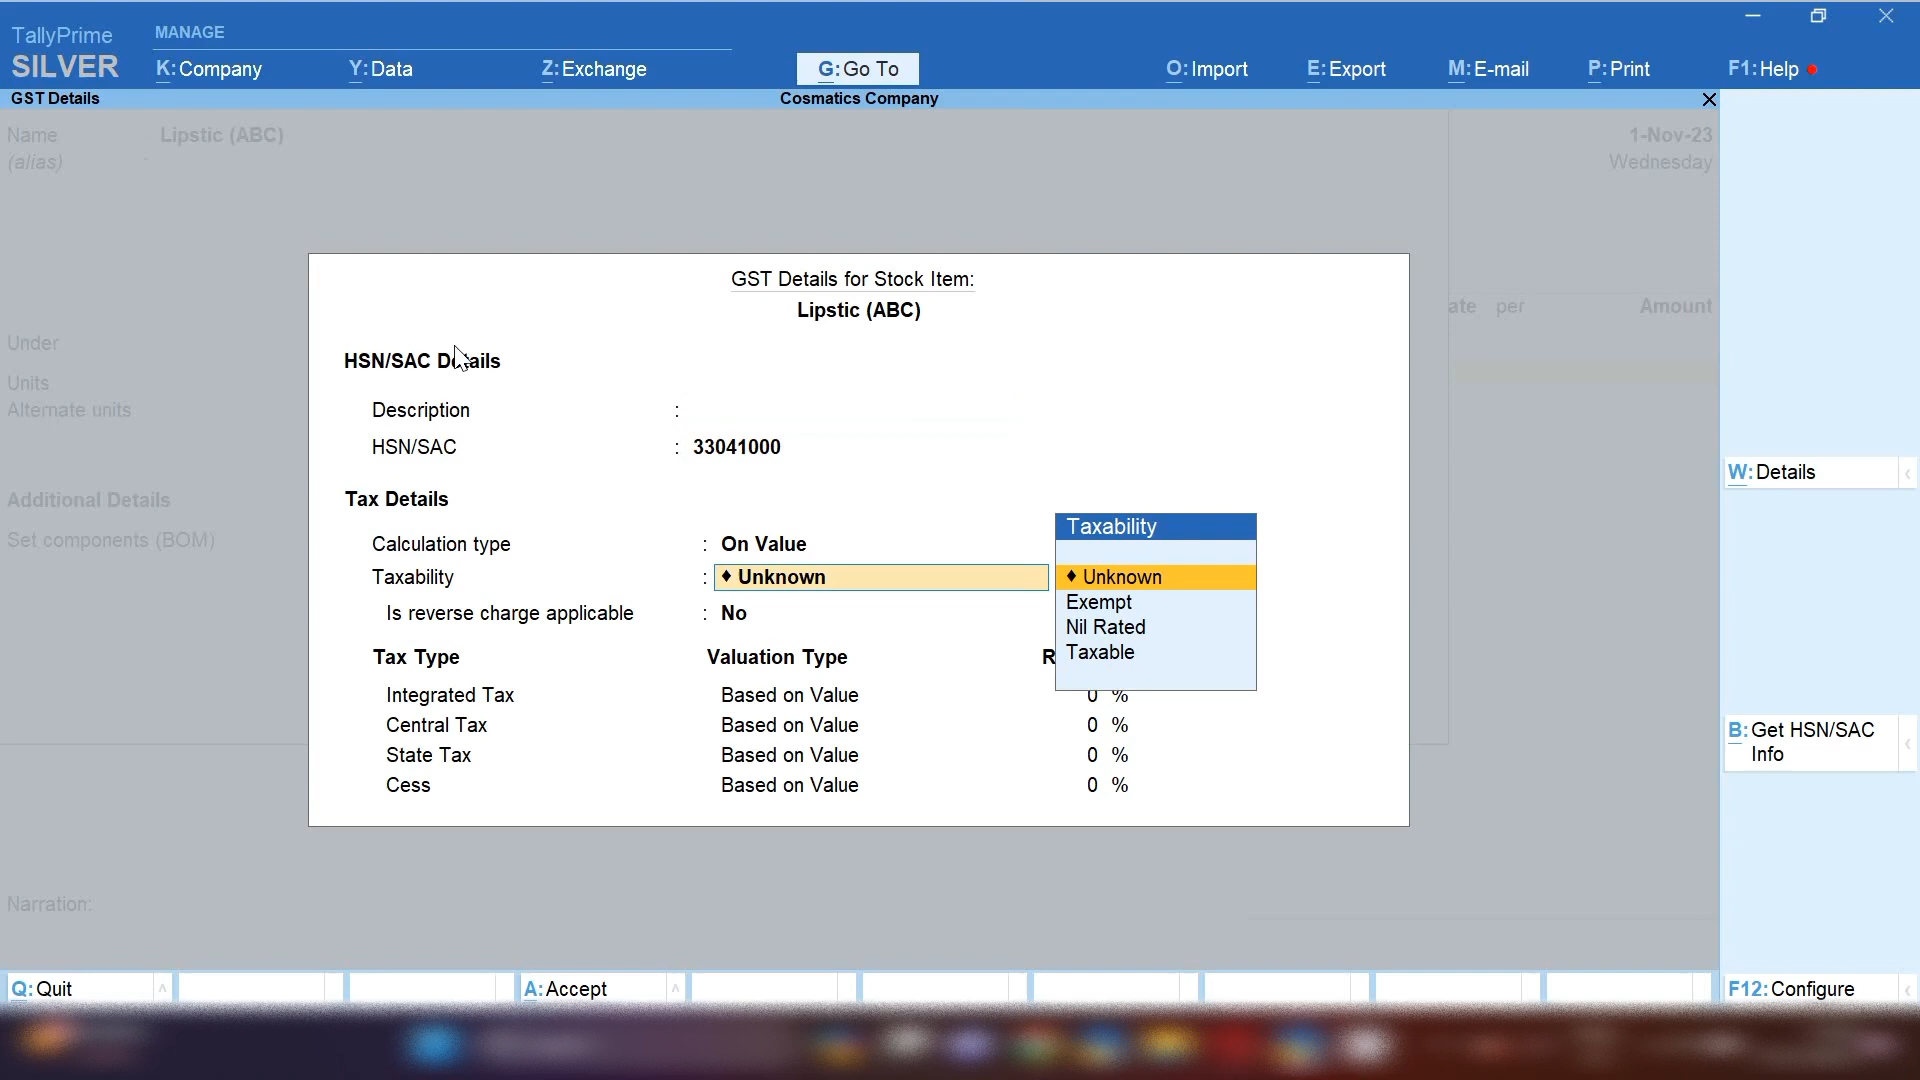 TallyPrime
SILVER
MANAGE
K:Company
Y:Data
Z:Exchange
G:Go To
O:Import
E:Export
M:E-mail
P:Print
F1:Help
GST Details
Cosmatics Company
Name Lipstic (ABC)
(alias) :
1-Nov-23
Wednesday
GST Details for Stock Item:
Lipstic (ABC)
ate per Amount
Under
HSN/SAC Details
Units
Alternate units
Description :
HSN/SAC : 33041000
W:Details
Additional Details
Tax Details
Set components (BOM)
Calculation type : On Value
Taxability : ♦ Unknown
Is reverse charge applicable : No
Taxability
♦ Unknown
Exempt
Nil Rated
Taxable
Tax Type Valuation Type R
Integrated Tax Based on Value 0 %
Central Tax Based on Value 0 %
State Tax Based on Value 0 %
Cess Based on Value 0 %
B:Get HSN/SAC
Info
Narration:
Q:Quit
A:Accept
F12:Configure